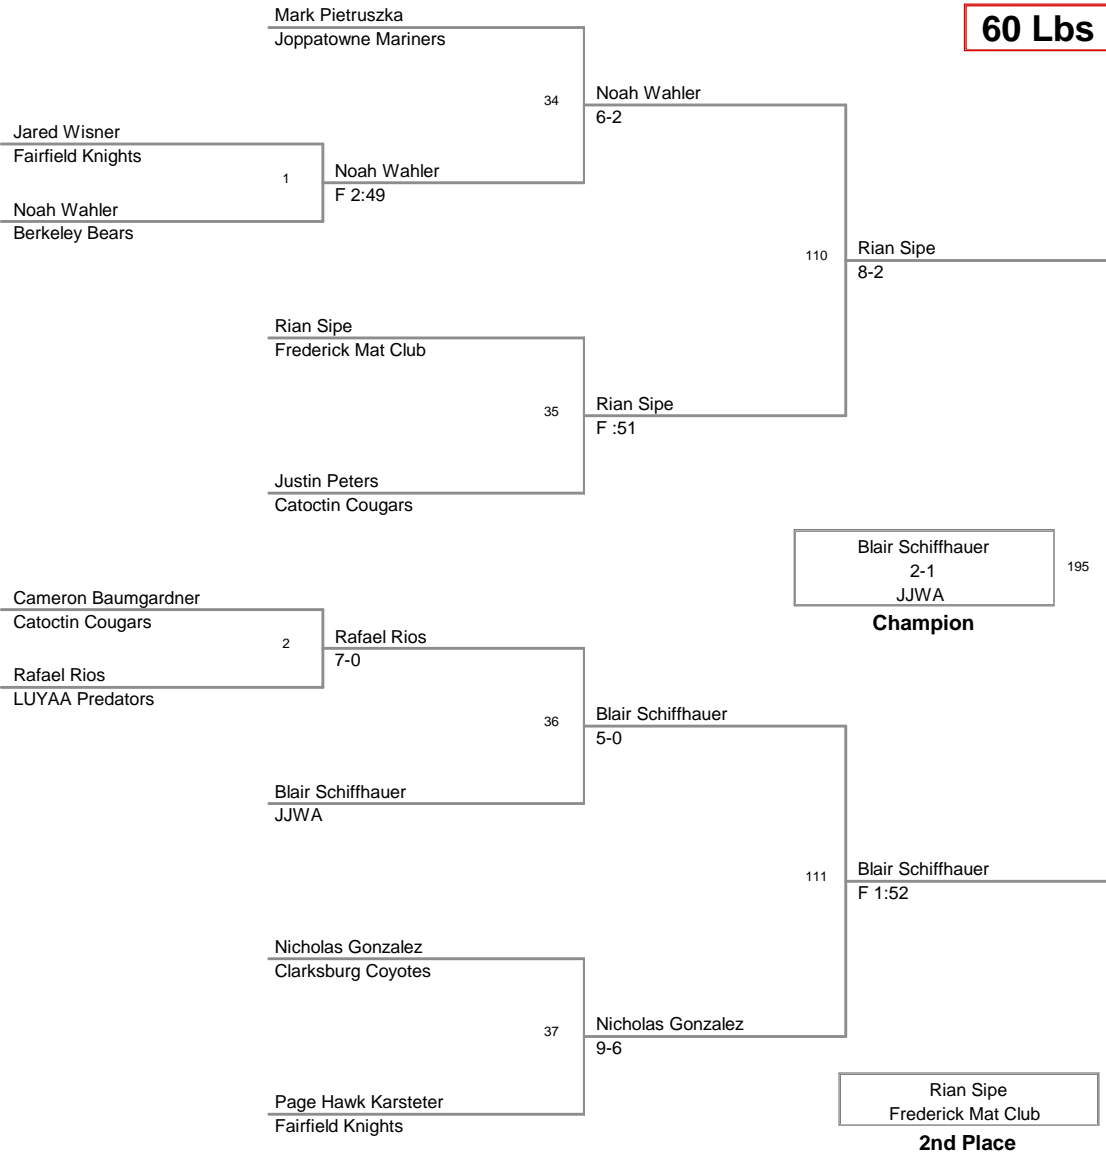 Mark Pietruszka
60 Lbs
Joppatowne Mariners
34
Noah Wahler
6-2
Jared Wisner
Fairfield Knights
1
Noah Wahler
F 2:49
Noah Wahler
Berkeley Bears
110
Rian Sipe
8-2
Rian Sipe
Frederick Mat Club
35
Rian Sipe
F :51
Justin Peters
Catoctin Cougars
Blair Schiffhauer
2-1
195
JJWA
Champion
Cameron Baumgardner
Catoctin Cougars
2
Rafael Rios
7-0
Rafael Rios
LUYAA Predators
36
Blair Schiffhauer
5-0
Blair Schiffhauer
JJWA
111
Blair Schiffhauer
F 1:52
Nicholas Gonzalez
Clarksburg Coyotes
37
Nicholas Gonzalez
9-6
Page Hawk Karsteter
Fairfield Knights
Rian Sipe
Frederick Mat Club
2nd Place